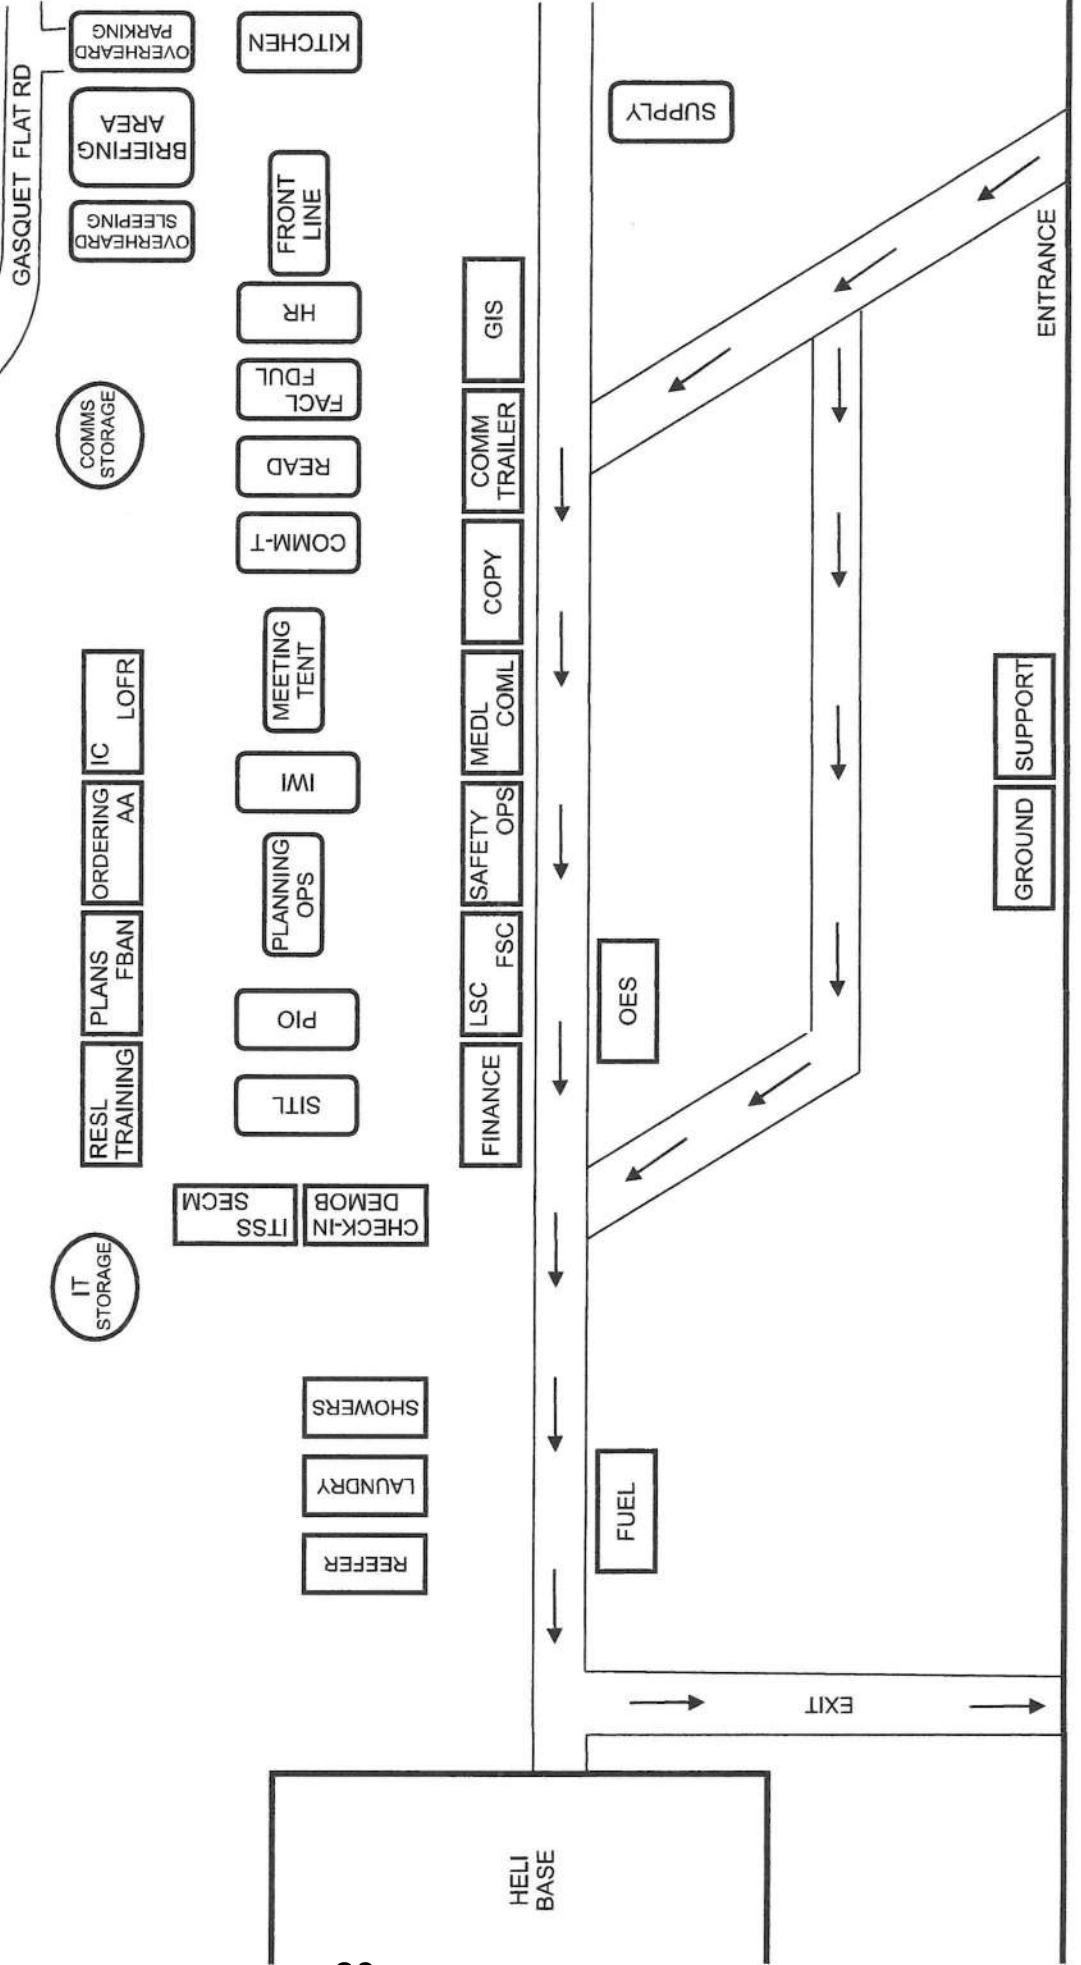 GASQUET FLAT RD
OVERHEARD
PARKING
KITCHEN
BRIEFING
AREA
SUPPLY
OVERHEARD
SLEEPING
FRONT
LINE
HR
GIS
ENTRANCE
COMMS
STORAGE
FACL
FDUL
READ
COMM
TRAILER
COMM-T
COPY
IC
LOFR
MEETING
TENT
MEDL
COML
SUPPORT
IWI
ORDERING
AA
PLANNING
OPS
SAFETY
OPS
GROUND
PLANS
FBAN
PIO
LSC
FSC
OES
RESL
TRAINING
SITL
FINANCE
ITSS
SECM
CHECK-IN
DEMOB
IT
STORAGE
SHOWERS
LAUNDRY
REEFER
FUEL
EXIT
HELI
BASE